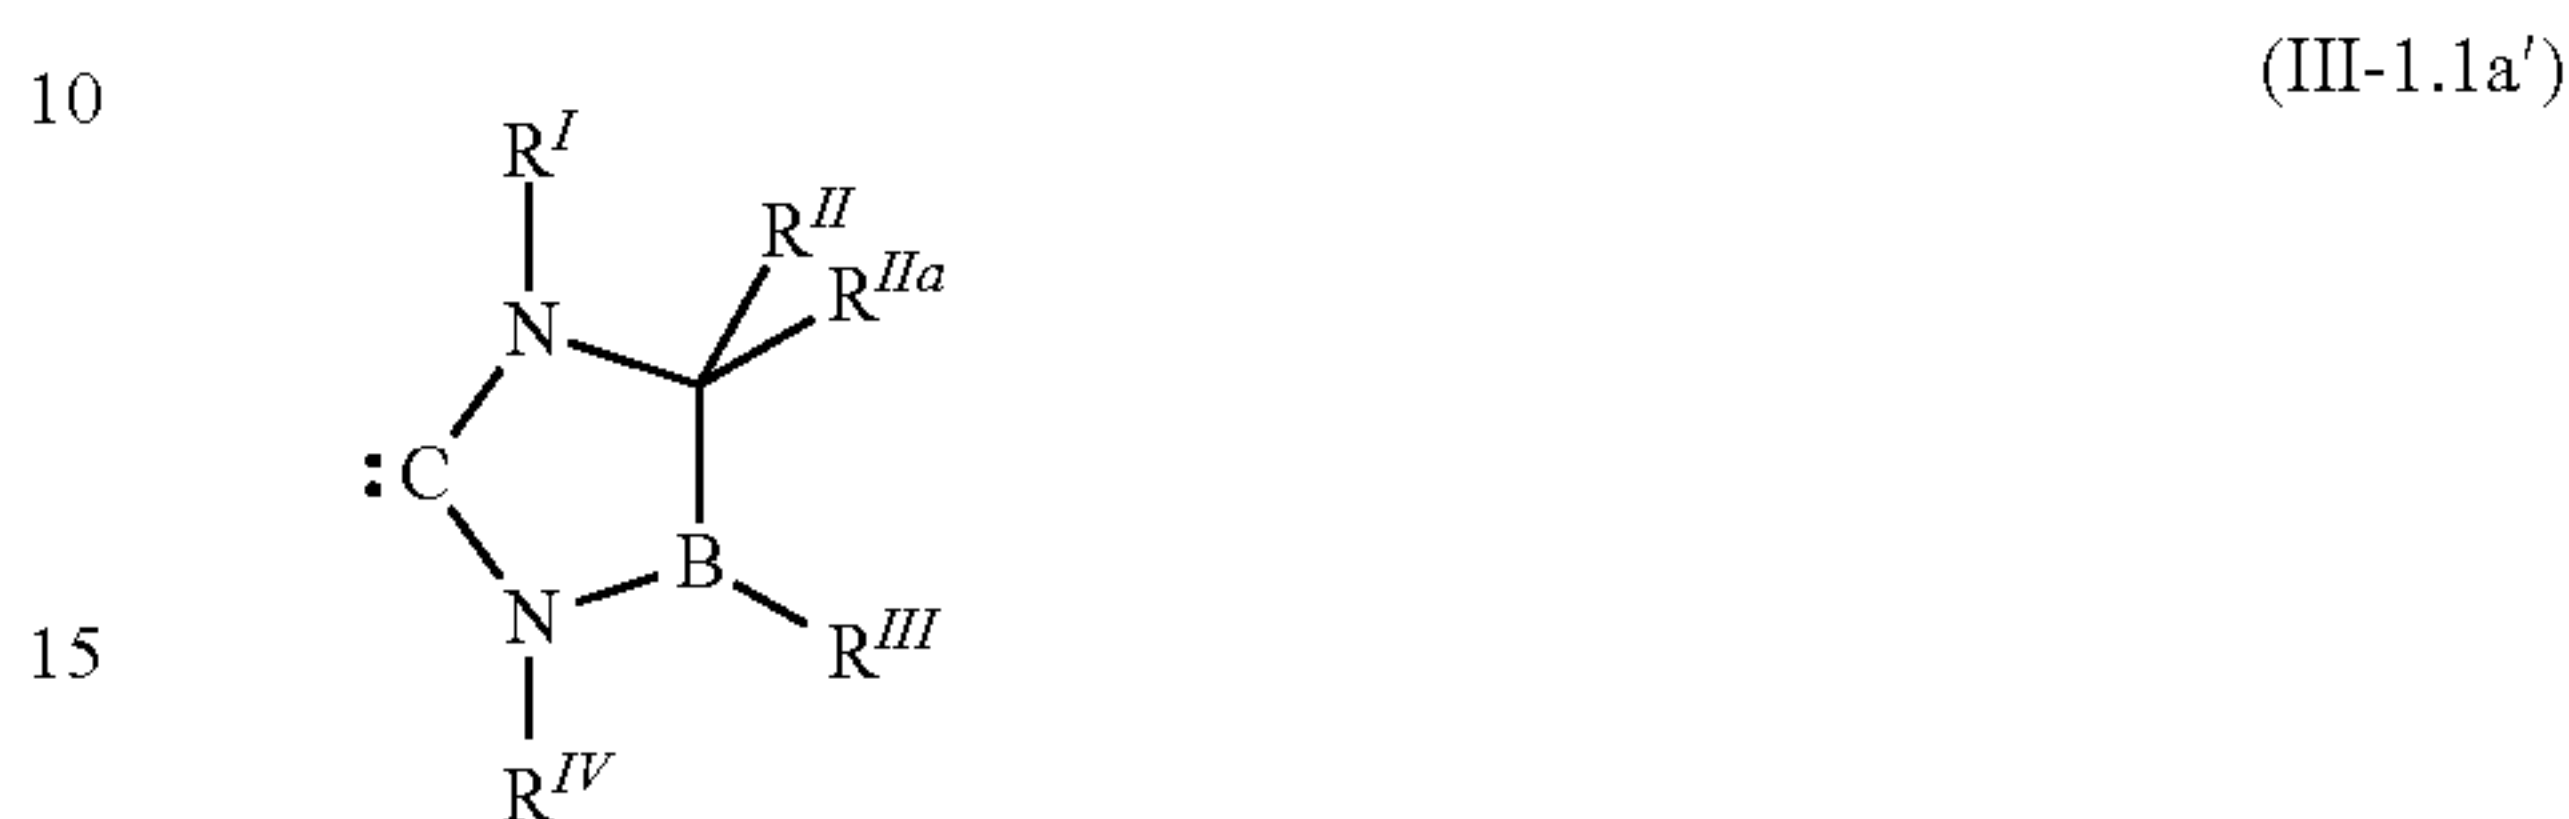 10 (III-1.1a′)
R^I
R^II
R^IIa
N
:C
B
N
15 R^III
R^IV